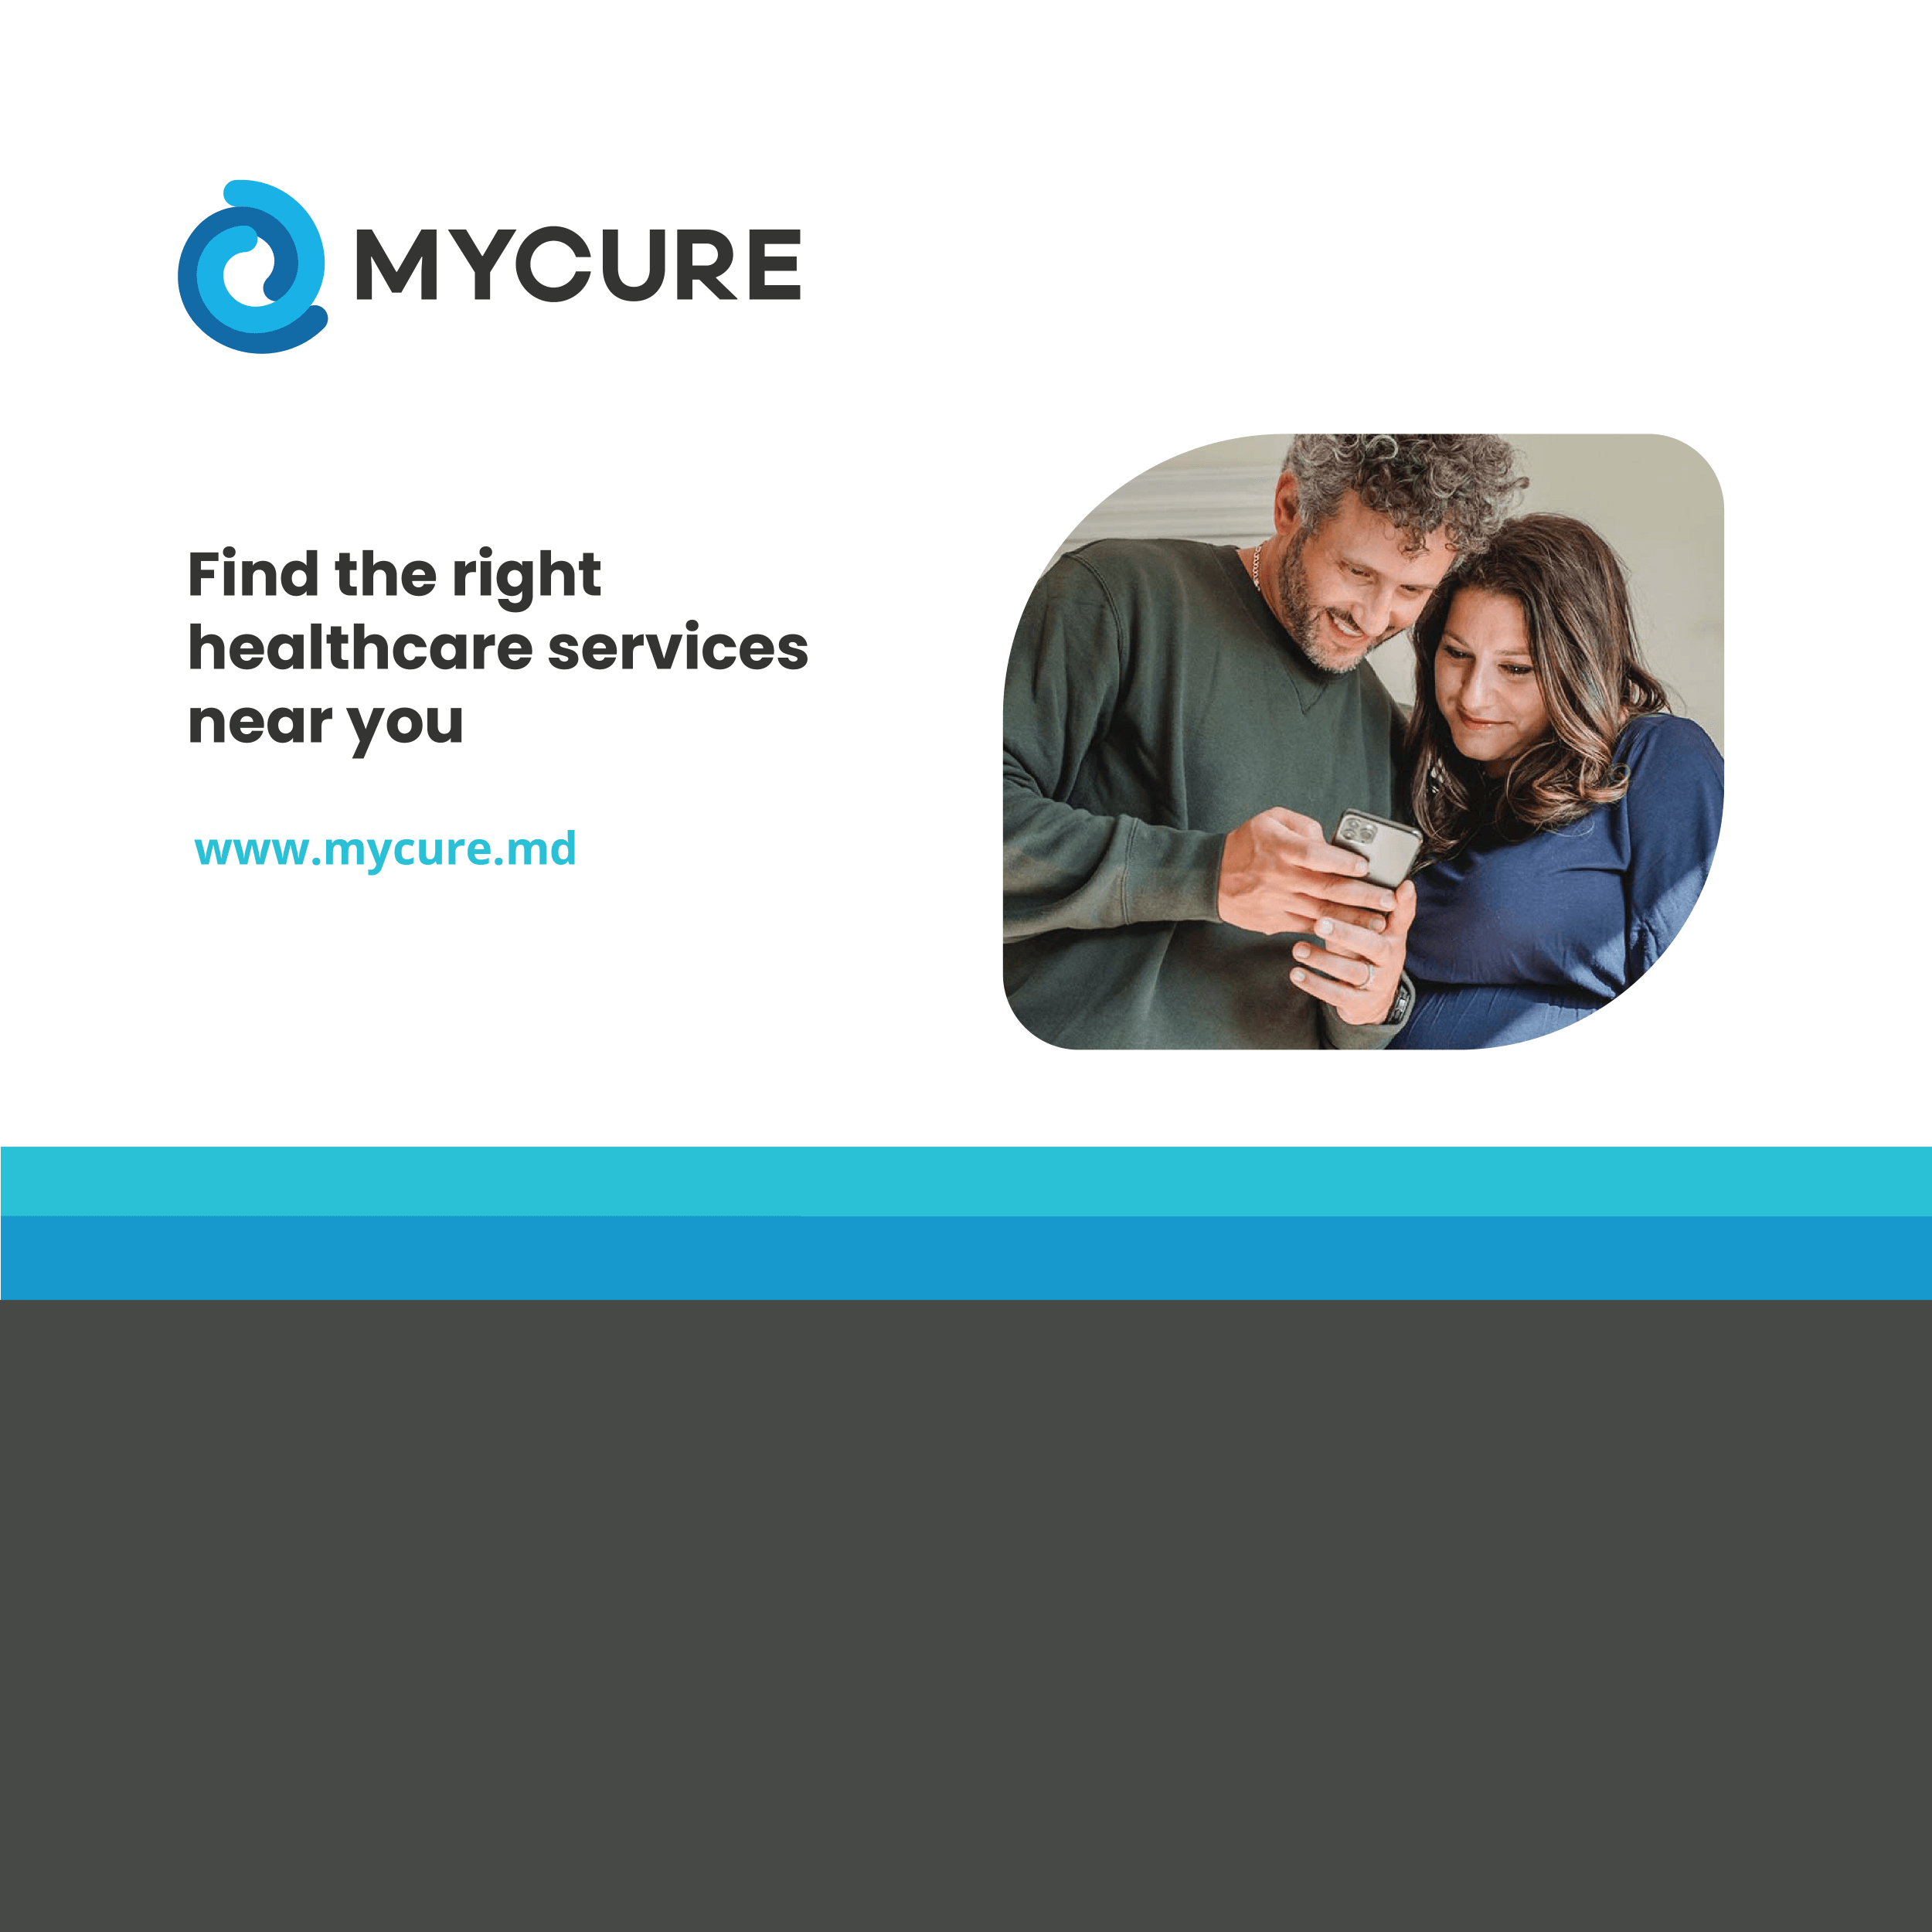 MYCURE
Find the right
healthcare services
near you
www.mycure.md